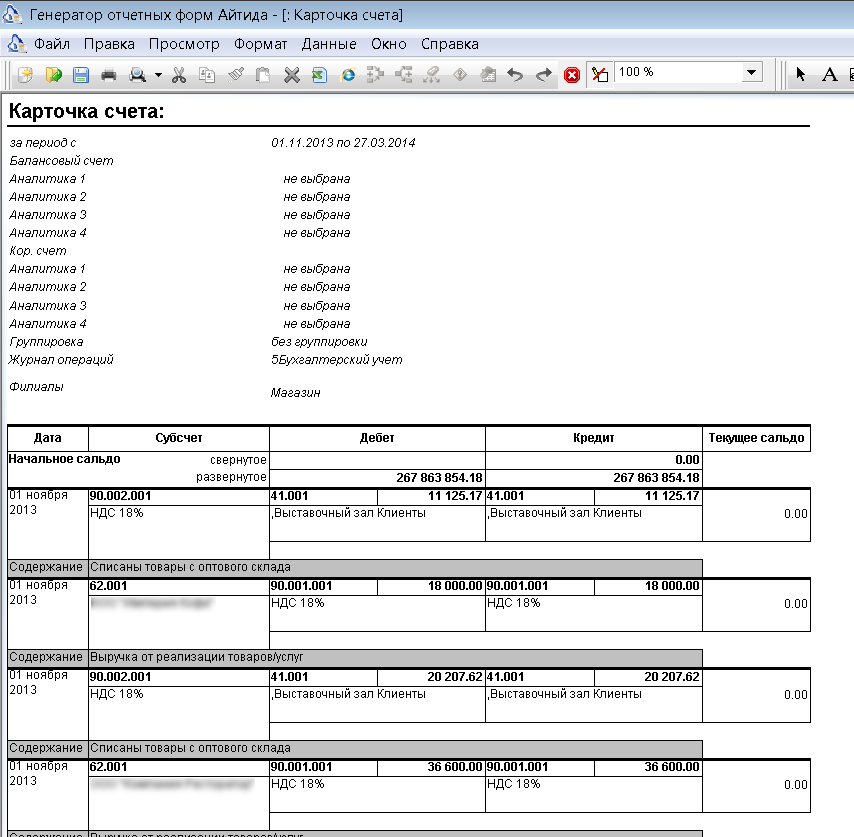 Генератор отчетных форм Айтида - [: Карточка счета]
Файл Правка Просмотр Формат Данные Окно Справка
100 %
A
Карточка счета:
за период с 01.11.2013 по 27.03.2014
Балансовый счет
Аналитика 1 не выбрана
Аналитика 2 не выбрана
Аналитика 3 не выбрана
Аналитика 4 не выбрана
Кор. счет
Аналитика 1 не выбрана
Аналитика 2 не выбрана
Аналитика 3 не выбрана
Аналитика 4 не выбрана
Группировка без группировки
Журнал операций 5Бухгалтерский учет
Филиалы Магазин
Дата Субсчет Дебет Кредит Текущее сальдо
Начальное сальдо свернутое 0.00
развернутое 267 863 854.18 267 863 854.18
01 ноября 90.002.001 41.001 11 125.17 41.001 11 125.17
2013 НДС 18% ,Выставочный зал Клиенты ,Выставочный зал Клиенты 0.00
Содержание Списаны товары с оптового склада
01 ноября 62.001 90.001.001 18 000.00 90.001.001 18 000.00
2013 НДС 18% НДС 18% 0.00
Содержание Выручка от реализации товаров/услуг
01 ноября 90.002.001 41.001 20 207.62 41.001 20 207.62
2013 НДС 18% ,Выставочный зал Клиенты ,Выставочный зал Клиенты 0.00
Содержание Списаны товары с оптового склада
01 ноября 62.001 90.001.001 36 600.00 90.001.001 36 600.00
2013 НДС 18% НДС 18% 0.00
Содержание Выручка от реализации товаров/услуг